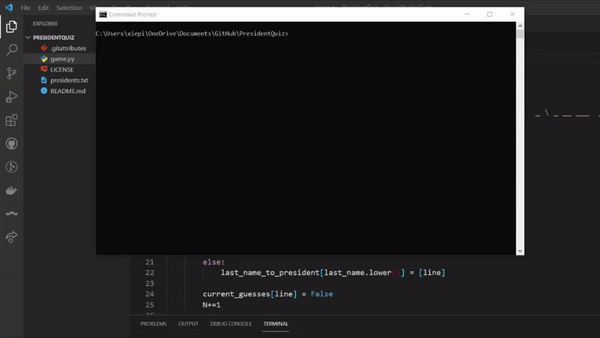 File Edit Selection
Command Prompt
EXPLORER
C:\Users\xiepi\OneDrive\Documents\GitHub\PresidentQuiz>
PRESIDENTQUIZ
.gitattributes
game.py
LICENSE
presidents.txt
README.md
21 else:
22 last_name_to_president[last_name.lower()] = [line]
23
24 current_guesses[line] = False
25 N+=1
PROBLEMS OUTPUT DEBUG CONSOLE TERMINAL